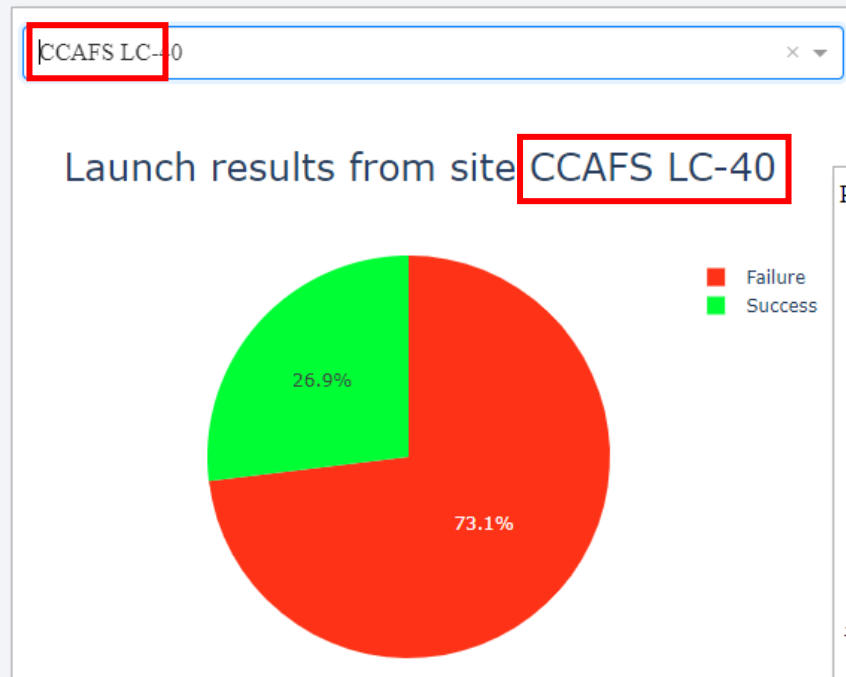 CCAFS LC-40
Launch results from site CCAFS LC-40
Failure
Success
26.9%
73.1%